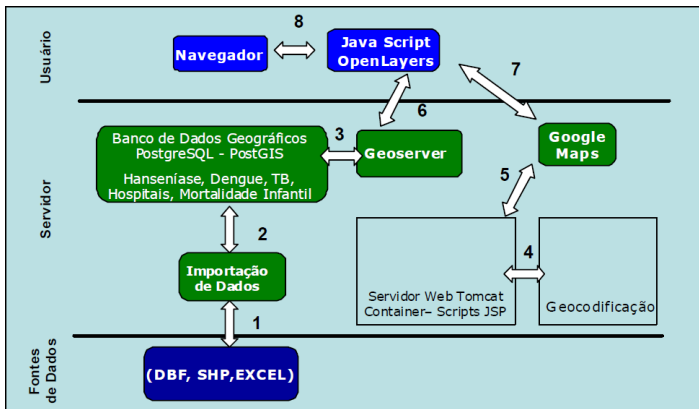 Usuário
Navegador
8
Java Script
OpenLayers
7
6
Servidor
Banco de Dados Geográficos
PostgreSQL - PostGIS
Hanseníase, Dengue, TB,
Hospitais, Mortalidade Infantil
3
Geoserver
Google
Maps
5
2
4
Importação
de Dados
Servidor Web Tomcat
Container– Scripts JSP
Geocodificação
1
Fontes
de Dados
(DBF, SHP,EXCEL)